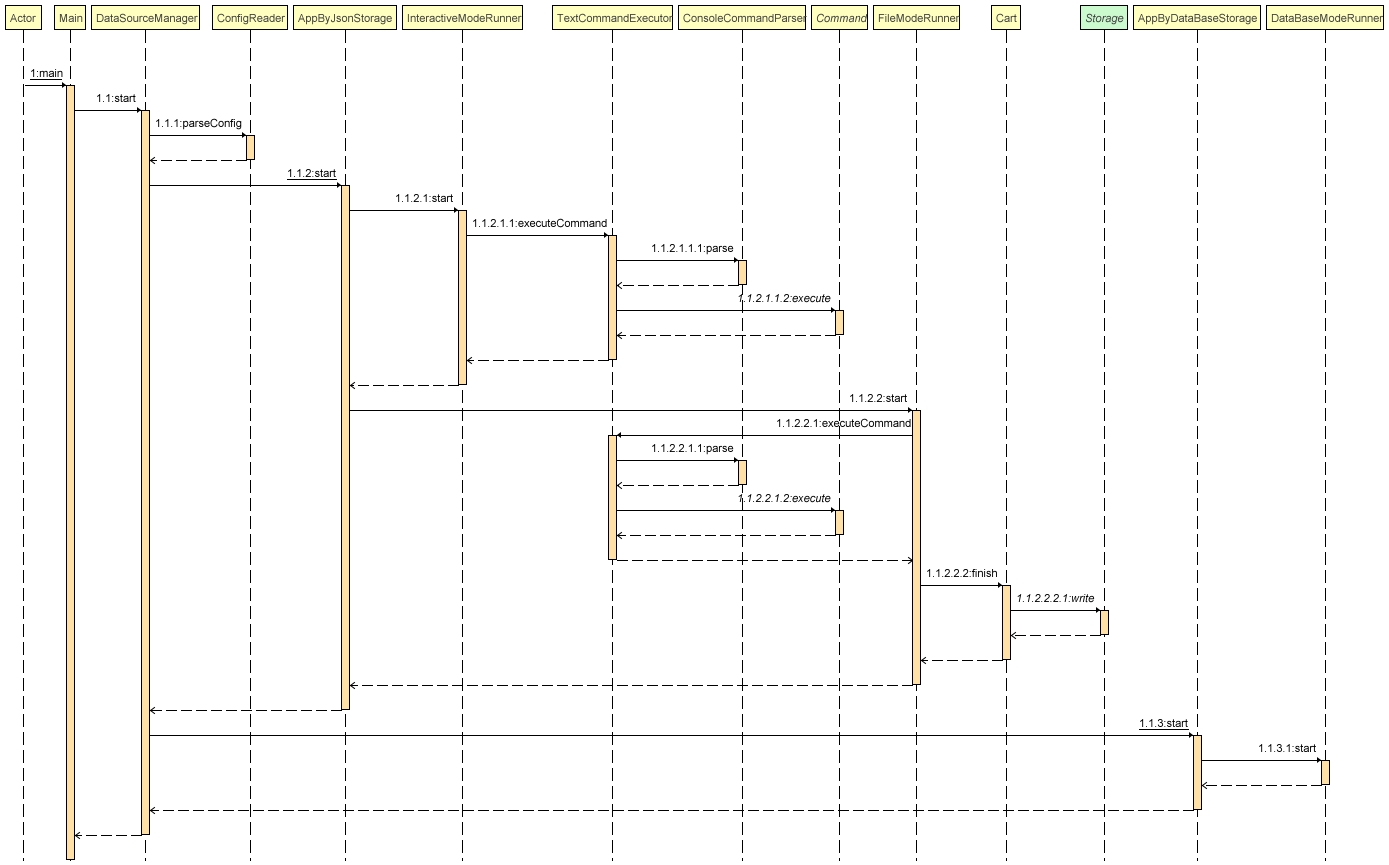 Actor Main DataSourceManager ConfigReader AppByJsonStorage InteractiveModeRunner TextCommandExecutor ConsoleCommandParser Command FileModeRunner Cart Storage AppByDataBaseStorage DataBaseModeRunner
1:main
1.1:start
1.1.1:parseConfig
1.1.2:start
1.1.2.1:start
1.1.2.1.1:executeCommand
1.1.2.1.1.1:parse
1.1.2.1.1.2:execute
1.1.2.2:start
1.1.2.2.1:executeCommand
1.1.2.2.1.1:parse
1.1.2.2.1.2:execute
1.1.2.2.2:finish
1.1.2.2.2.1:write
1.1.3:start
1.1.3.1:start